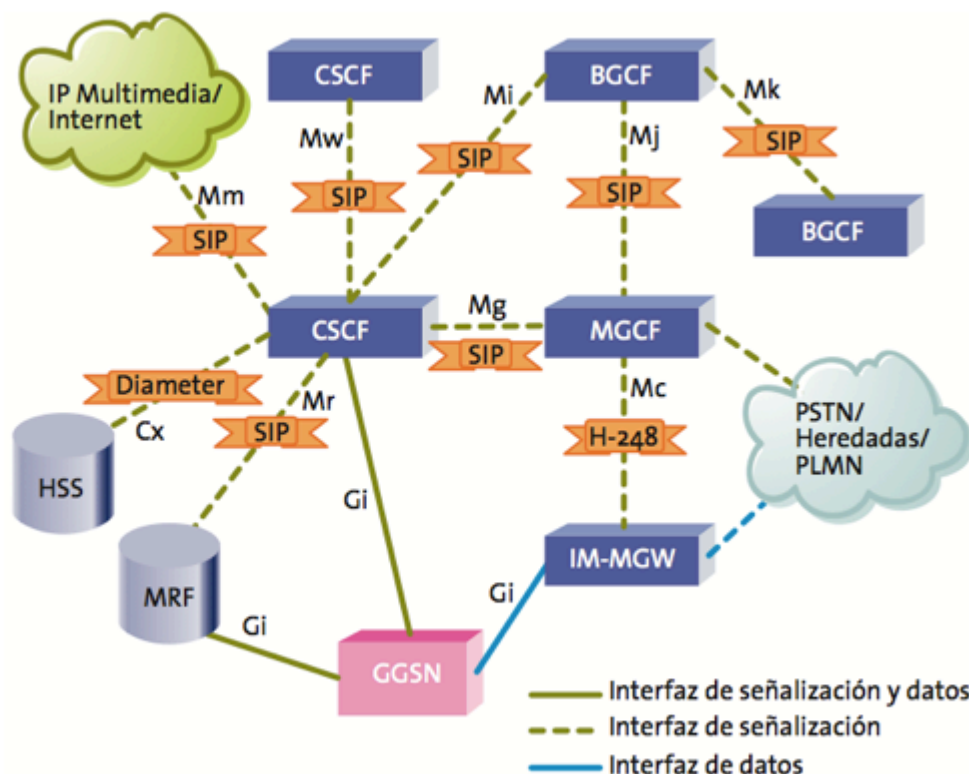 IP Multimedia/
Internet
CSCF
BGCF
Mw
Mi
Mj
Mk
SIP
SIP
SIP
SIP
BGCF
Mm
SIP
CSCF
Mg
SIP
MGCF
Diameter
Cx
Mr
SIP
Mc
H-248
PSTN/
Heredadas/
PLMN
HSS
Gi
IM-MGW
MRF
Gi
Gi
GGSN
Interfaz de señalización y datos
Interfaz de señalización
Interfaz de datos